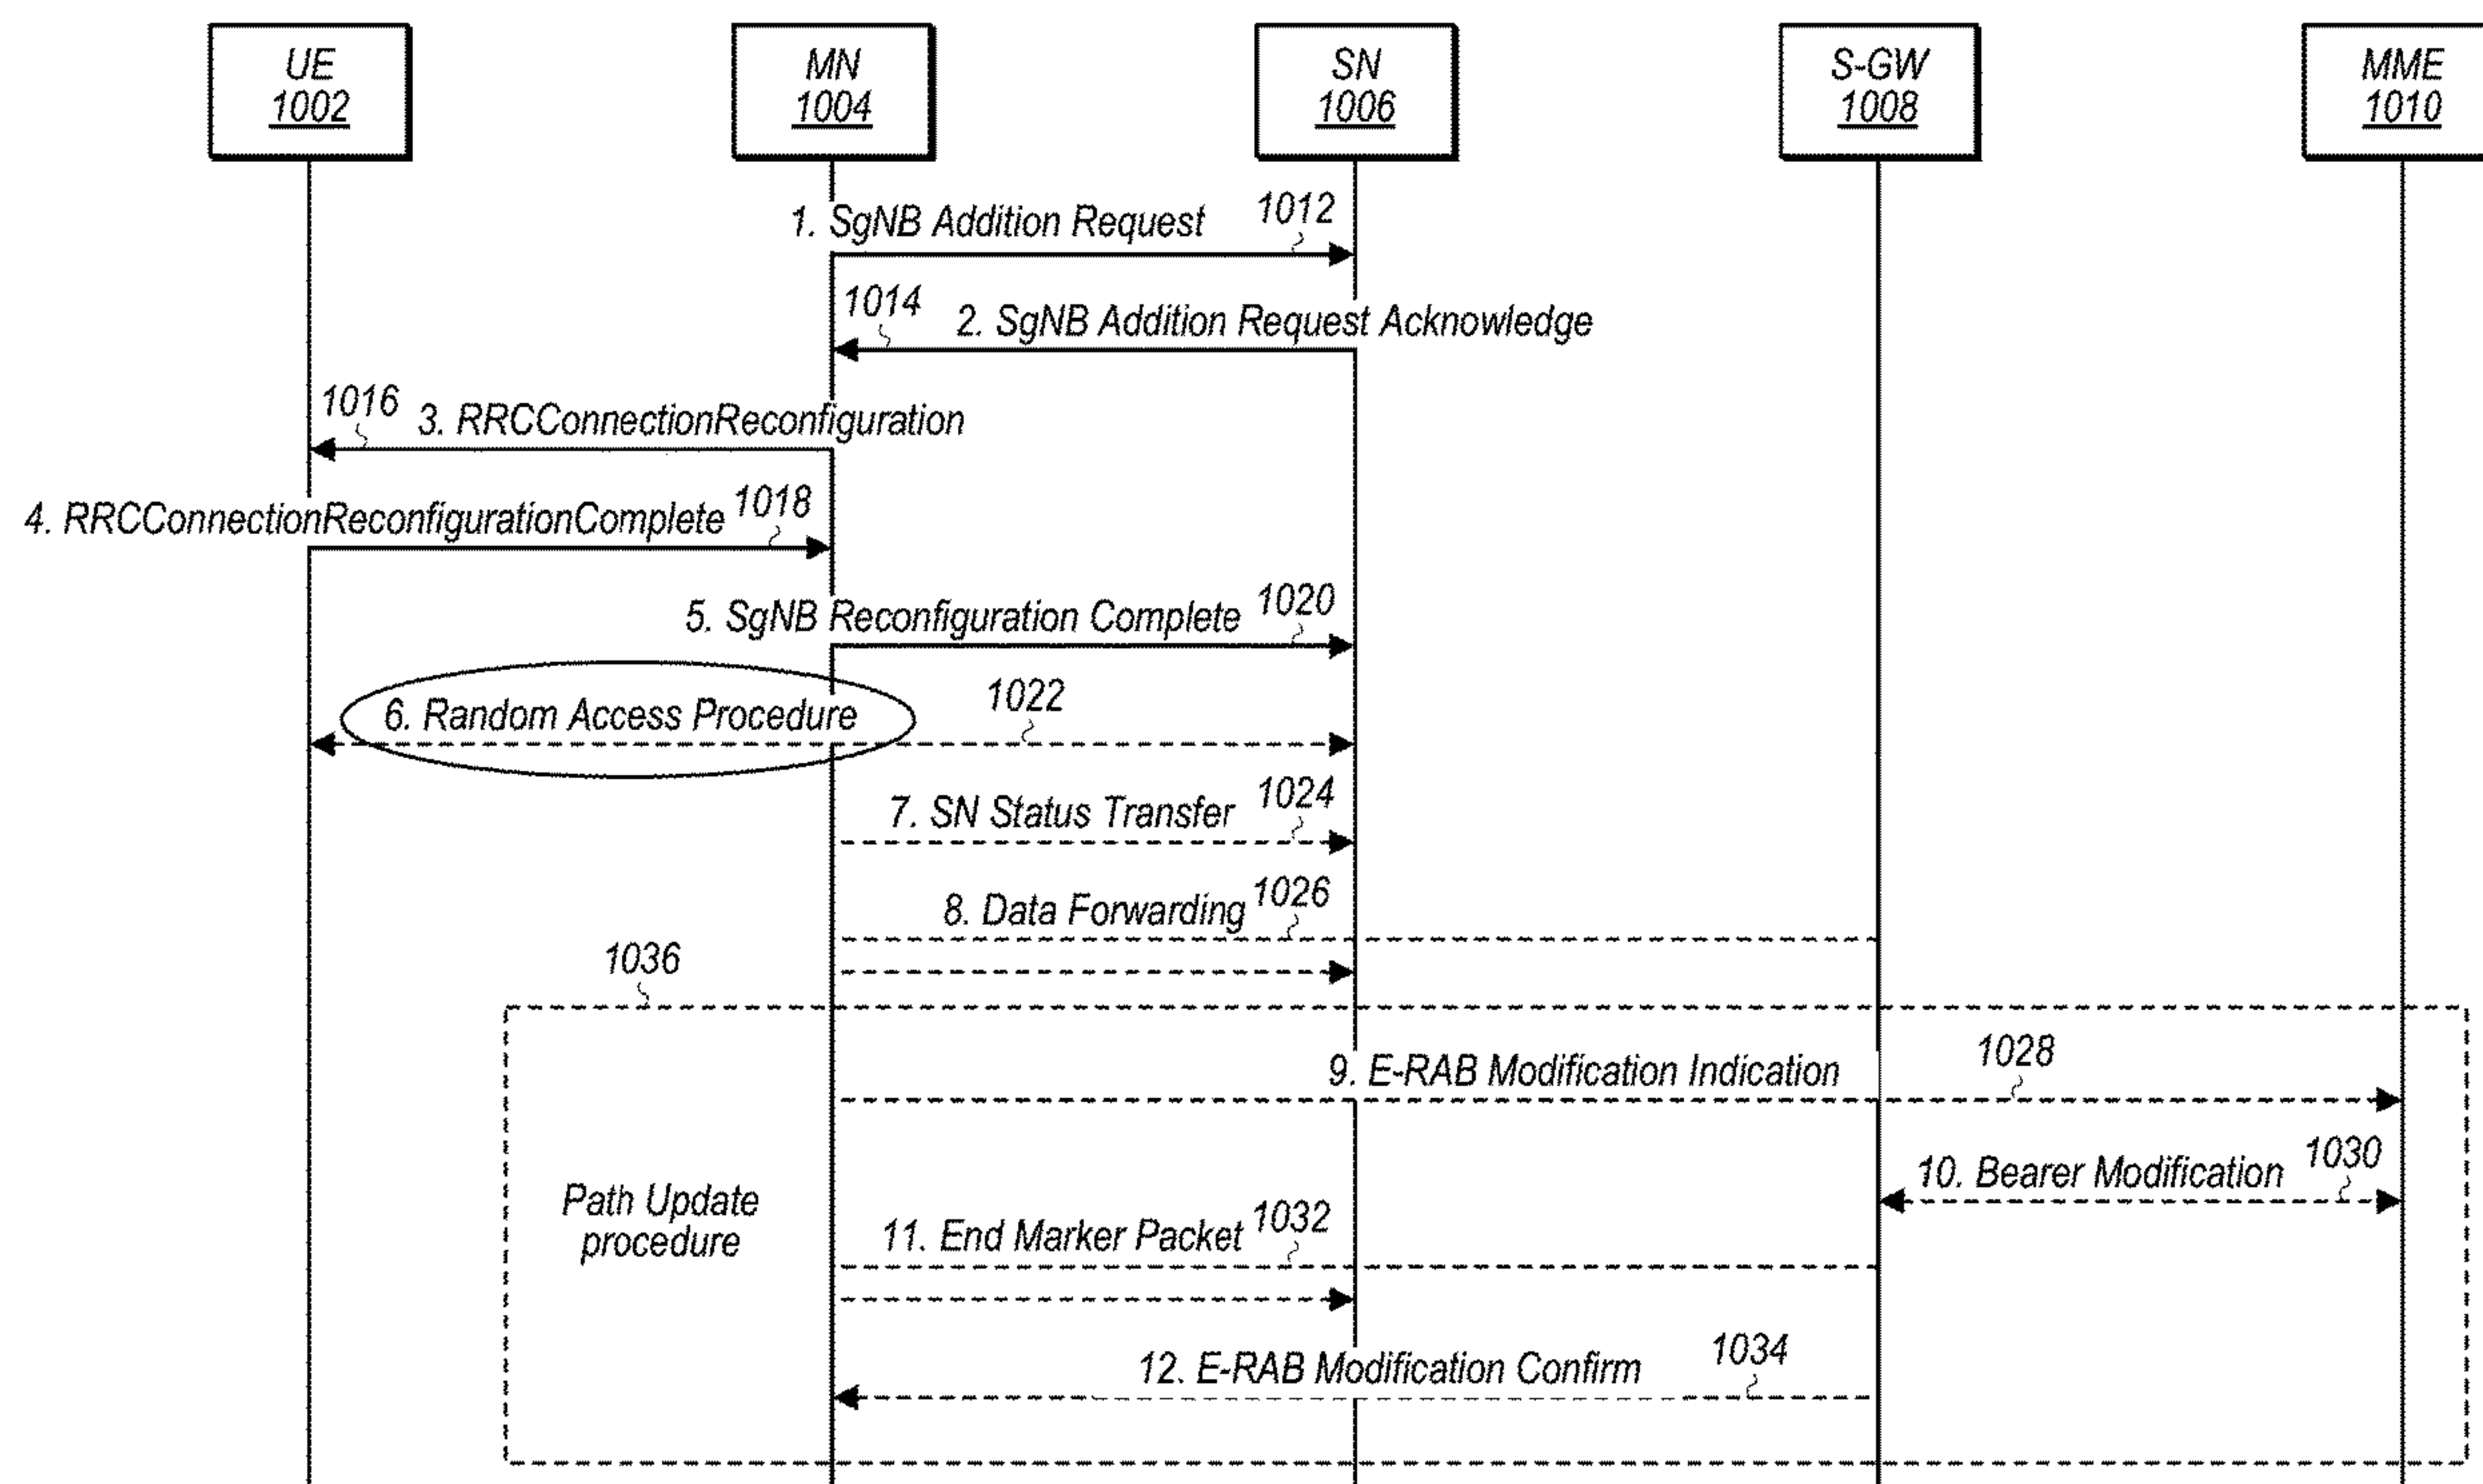 UE
1002
MN
1004
SN
1006
S-GW
1008
MME
1010
1. SgNB Addition Request
1012
1014
2. SgNB Addition Request Acknowledge
1016
3. RRCConnectionReconfiguration
4. RRCConnectionReconfigurationComplete
1018
5. SgNB Reconfiguration Complete
1020
6. Random Access Procedure
1022
7. SN Status Transfer
1024
8. Data Forwarding
1026
1036
9. E-RAB Modification Indication
1028
10. Bearer Modification
1030
Path Update
procedure
11. End Marker Packet
1032
12. E-RAB Modification Confirm
1034